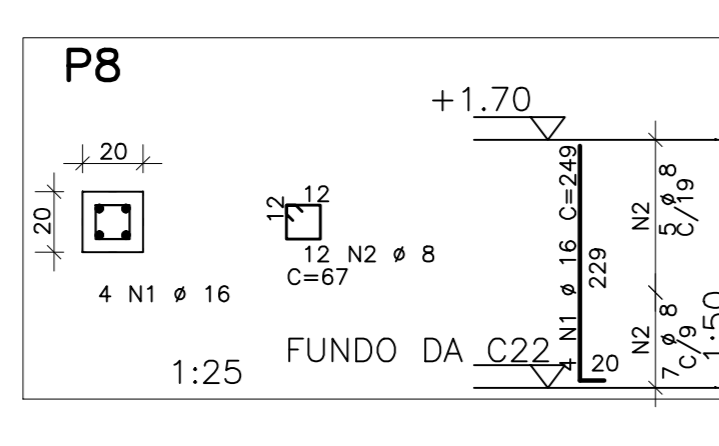 P8
+1.70
20
20
4 N1 ø 16
12
12
12 N2 ø 8
C=67
4 N1 ø 16 C=249
229
20
N2
5 ø 8
C/19
N2
7 ø 8
C/9
FUNDO DA C22
1:25
1:50